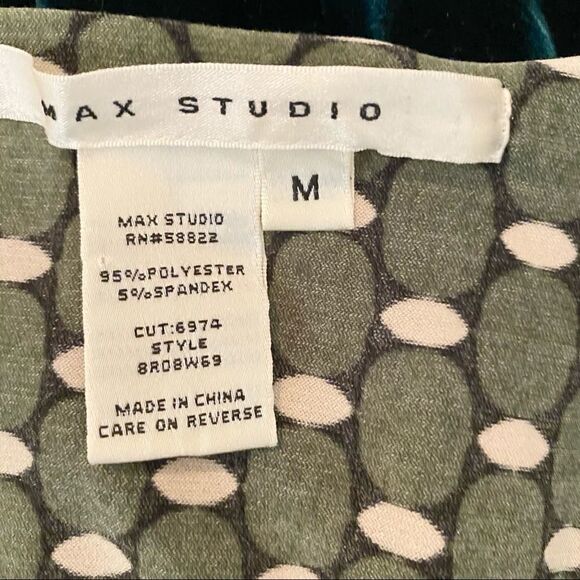 MAX STUDIO
M
MAX STUDIO
RN#58822
95%POLYESTER
5%SPANDEX
CUT:6974
STYLE
8R08W69
MADE IN CHINA
CARE ON REVERSE